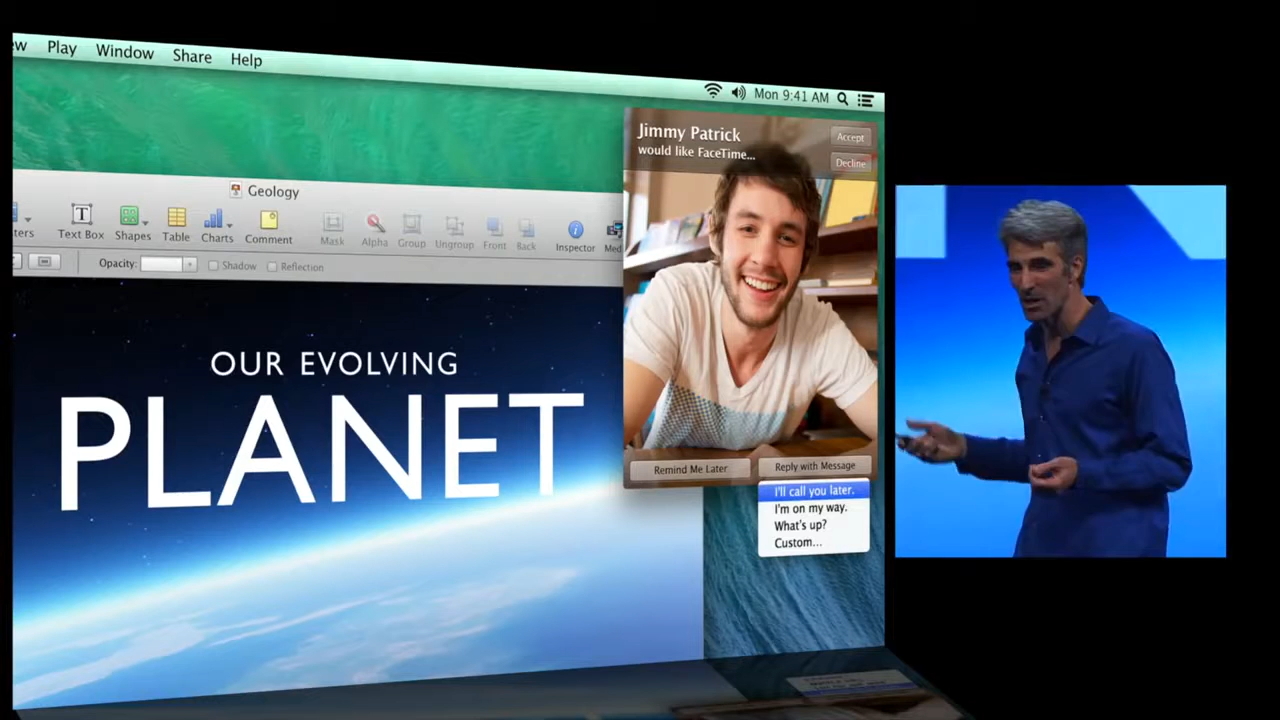 Play Window Share Help
Mon 9:41 AM
Jimmy Patrick
would like FaceTime...
Accept
Decline
Geology
Text Box
Shapes
Table
Charts
Comment
Mask
Alpha
Group
Ungroup
Front
Back
Inspector
Opacity:
Shadow
Reflection
OUR EVOLVING
PLANET
Remind Me Later
Reply with Message
I'll call you later.
I'm on my way.
What's up?
Custom...